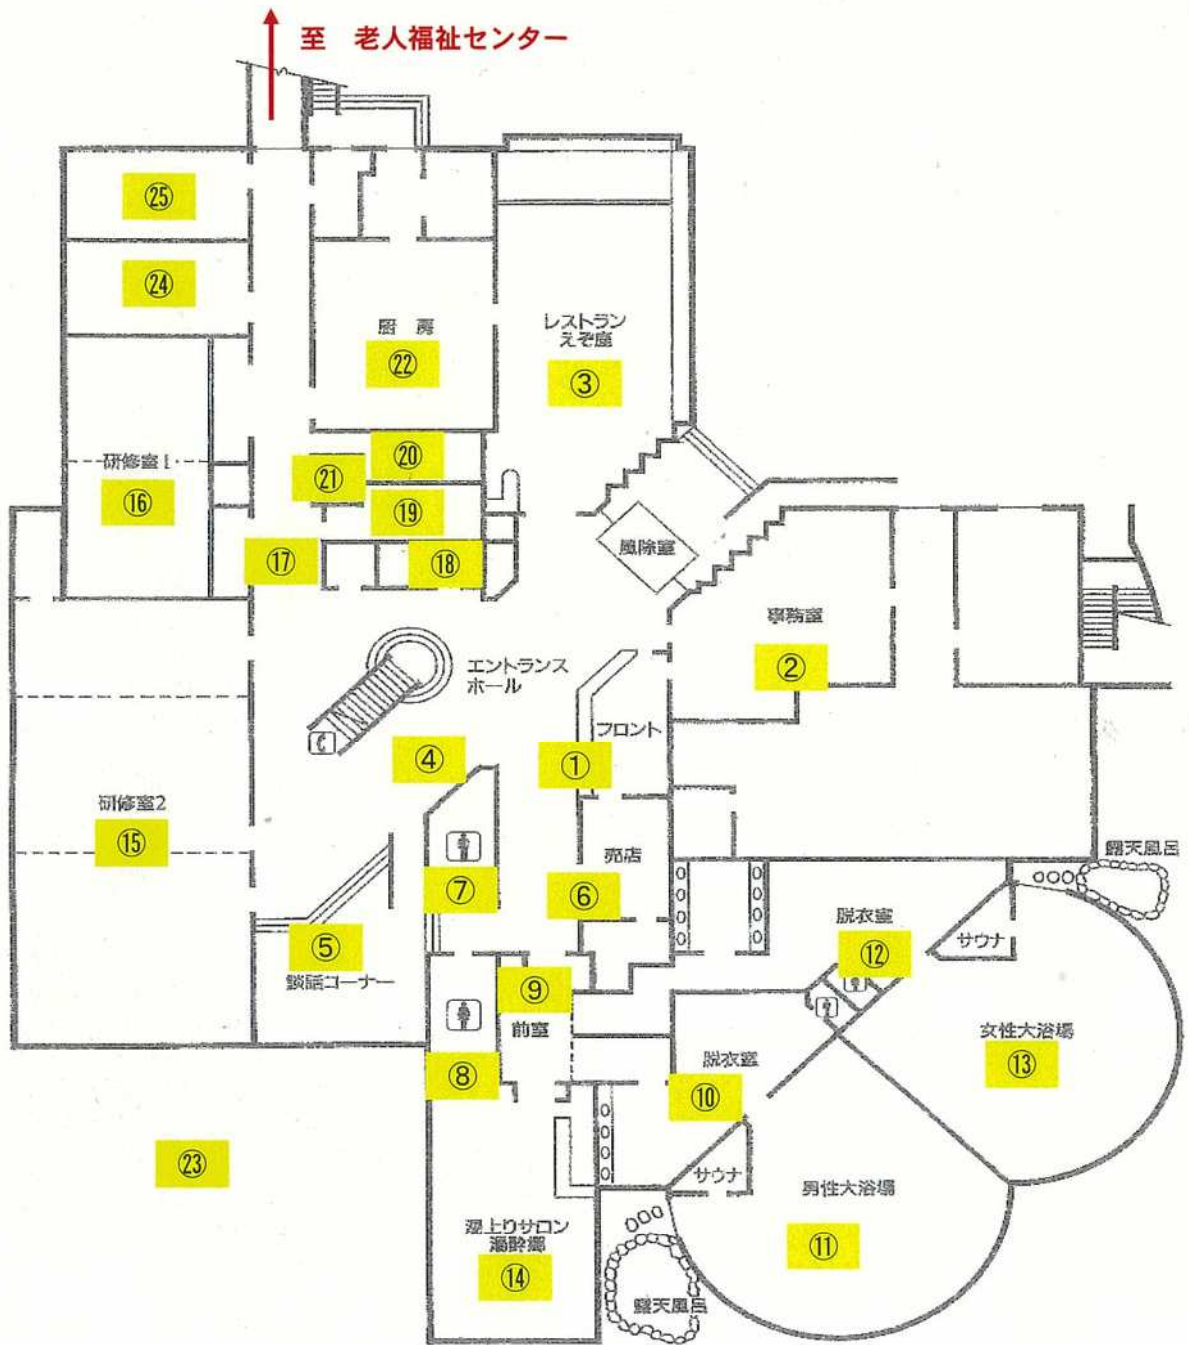 至　老人福祉センター
㉕
㉔
厨　房
㉒
レストラン
えぞ鹿
③
研修室1
⑯
⑳
㉑
⑲
⑰
⑱
風除室
事務室
②
エントランス
ホール
フロント
④
①
研修室2
⑮
売店
⑦
⑥
露天風呂
脱衣室
⑫
サウナ
⑤
談話コーナー
⑨
前室
女性大浴場
⑬
⑧
脱衣室
⑩
㉓
サウナ
男性大浴場
⑪
湯上りサロン
湯酔郷
⑭
露天風呂